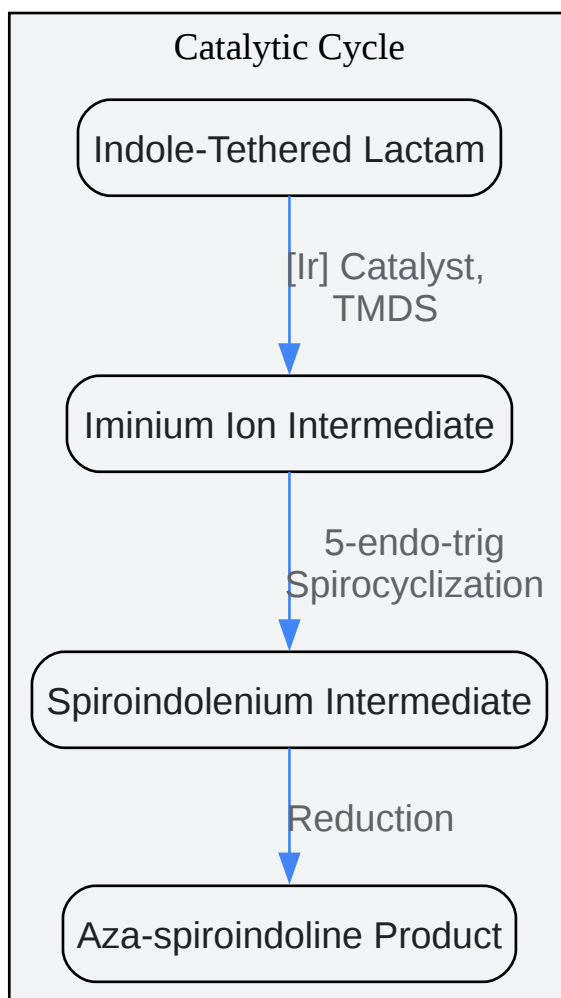 Catalytic Cycle
Indole-Tethered Lactam
[Ir] Catalyst,
TMDS
Iminium Ion Intermediate
5-endo-trig
Spirocyclization
Spiroindolenium Intermediate
Reduction
Aza-spiroindoline Product